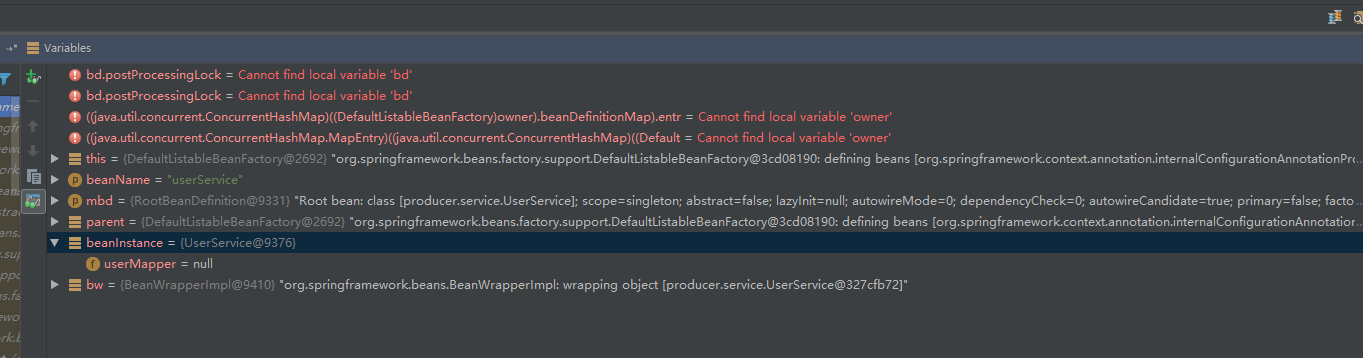 Variables
bd.postProcessingLock = Cannot find local variable 'bd'
bd.postProcessingLock = Cannot find local variable 'bd'
((java.util.concurrent.ConcurrentHashMap)((DefaultListableBeanFactory)owner).beanDefinitionMap).entr = Cannot find local variable 'owner'
((java.util.concurrent.ConcurrentHashMap.MapEntry)((java.util.concurrent.ConcurrentHashMap)((Default = Cannot find local variable 'owner'
this = {DefaultListableBeanFactory@2692} "org.springframework.beans.factory.support.DefaultListableBeanFactory@3cd08190: defining beans [org.springframework.context.annotation.internalConfigurationAnnotationPro...
beanName = "userService"
mbd = {RootBeanDefinition@9331} "Root bean: class [producer.service.UserService]; scope=singleton; abstract=false; lazyInit=null; autowireMode=0; dependencyCheck=0; autowireCandidate=true; primary=false; facto...
parent = {DefaultListableBeanFactory@2692} "org.springframework.beans.factory.support.DefaultListableBeanFactory@3cd08190: defining beans [org.springframework.context.annotation.internalConfigurationAnnotation...
beanInstance = {UserService@9376}
userMapper = null
bw = {BeanWrapperImpl@9410} "org.springframework.beans.BeanWrapperImpl: wrapping object [producer.service.UserService@327cfb72]"